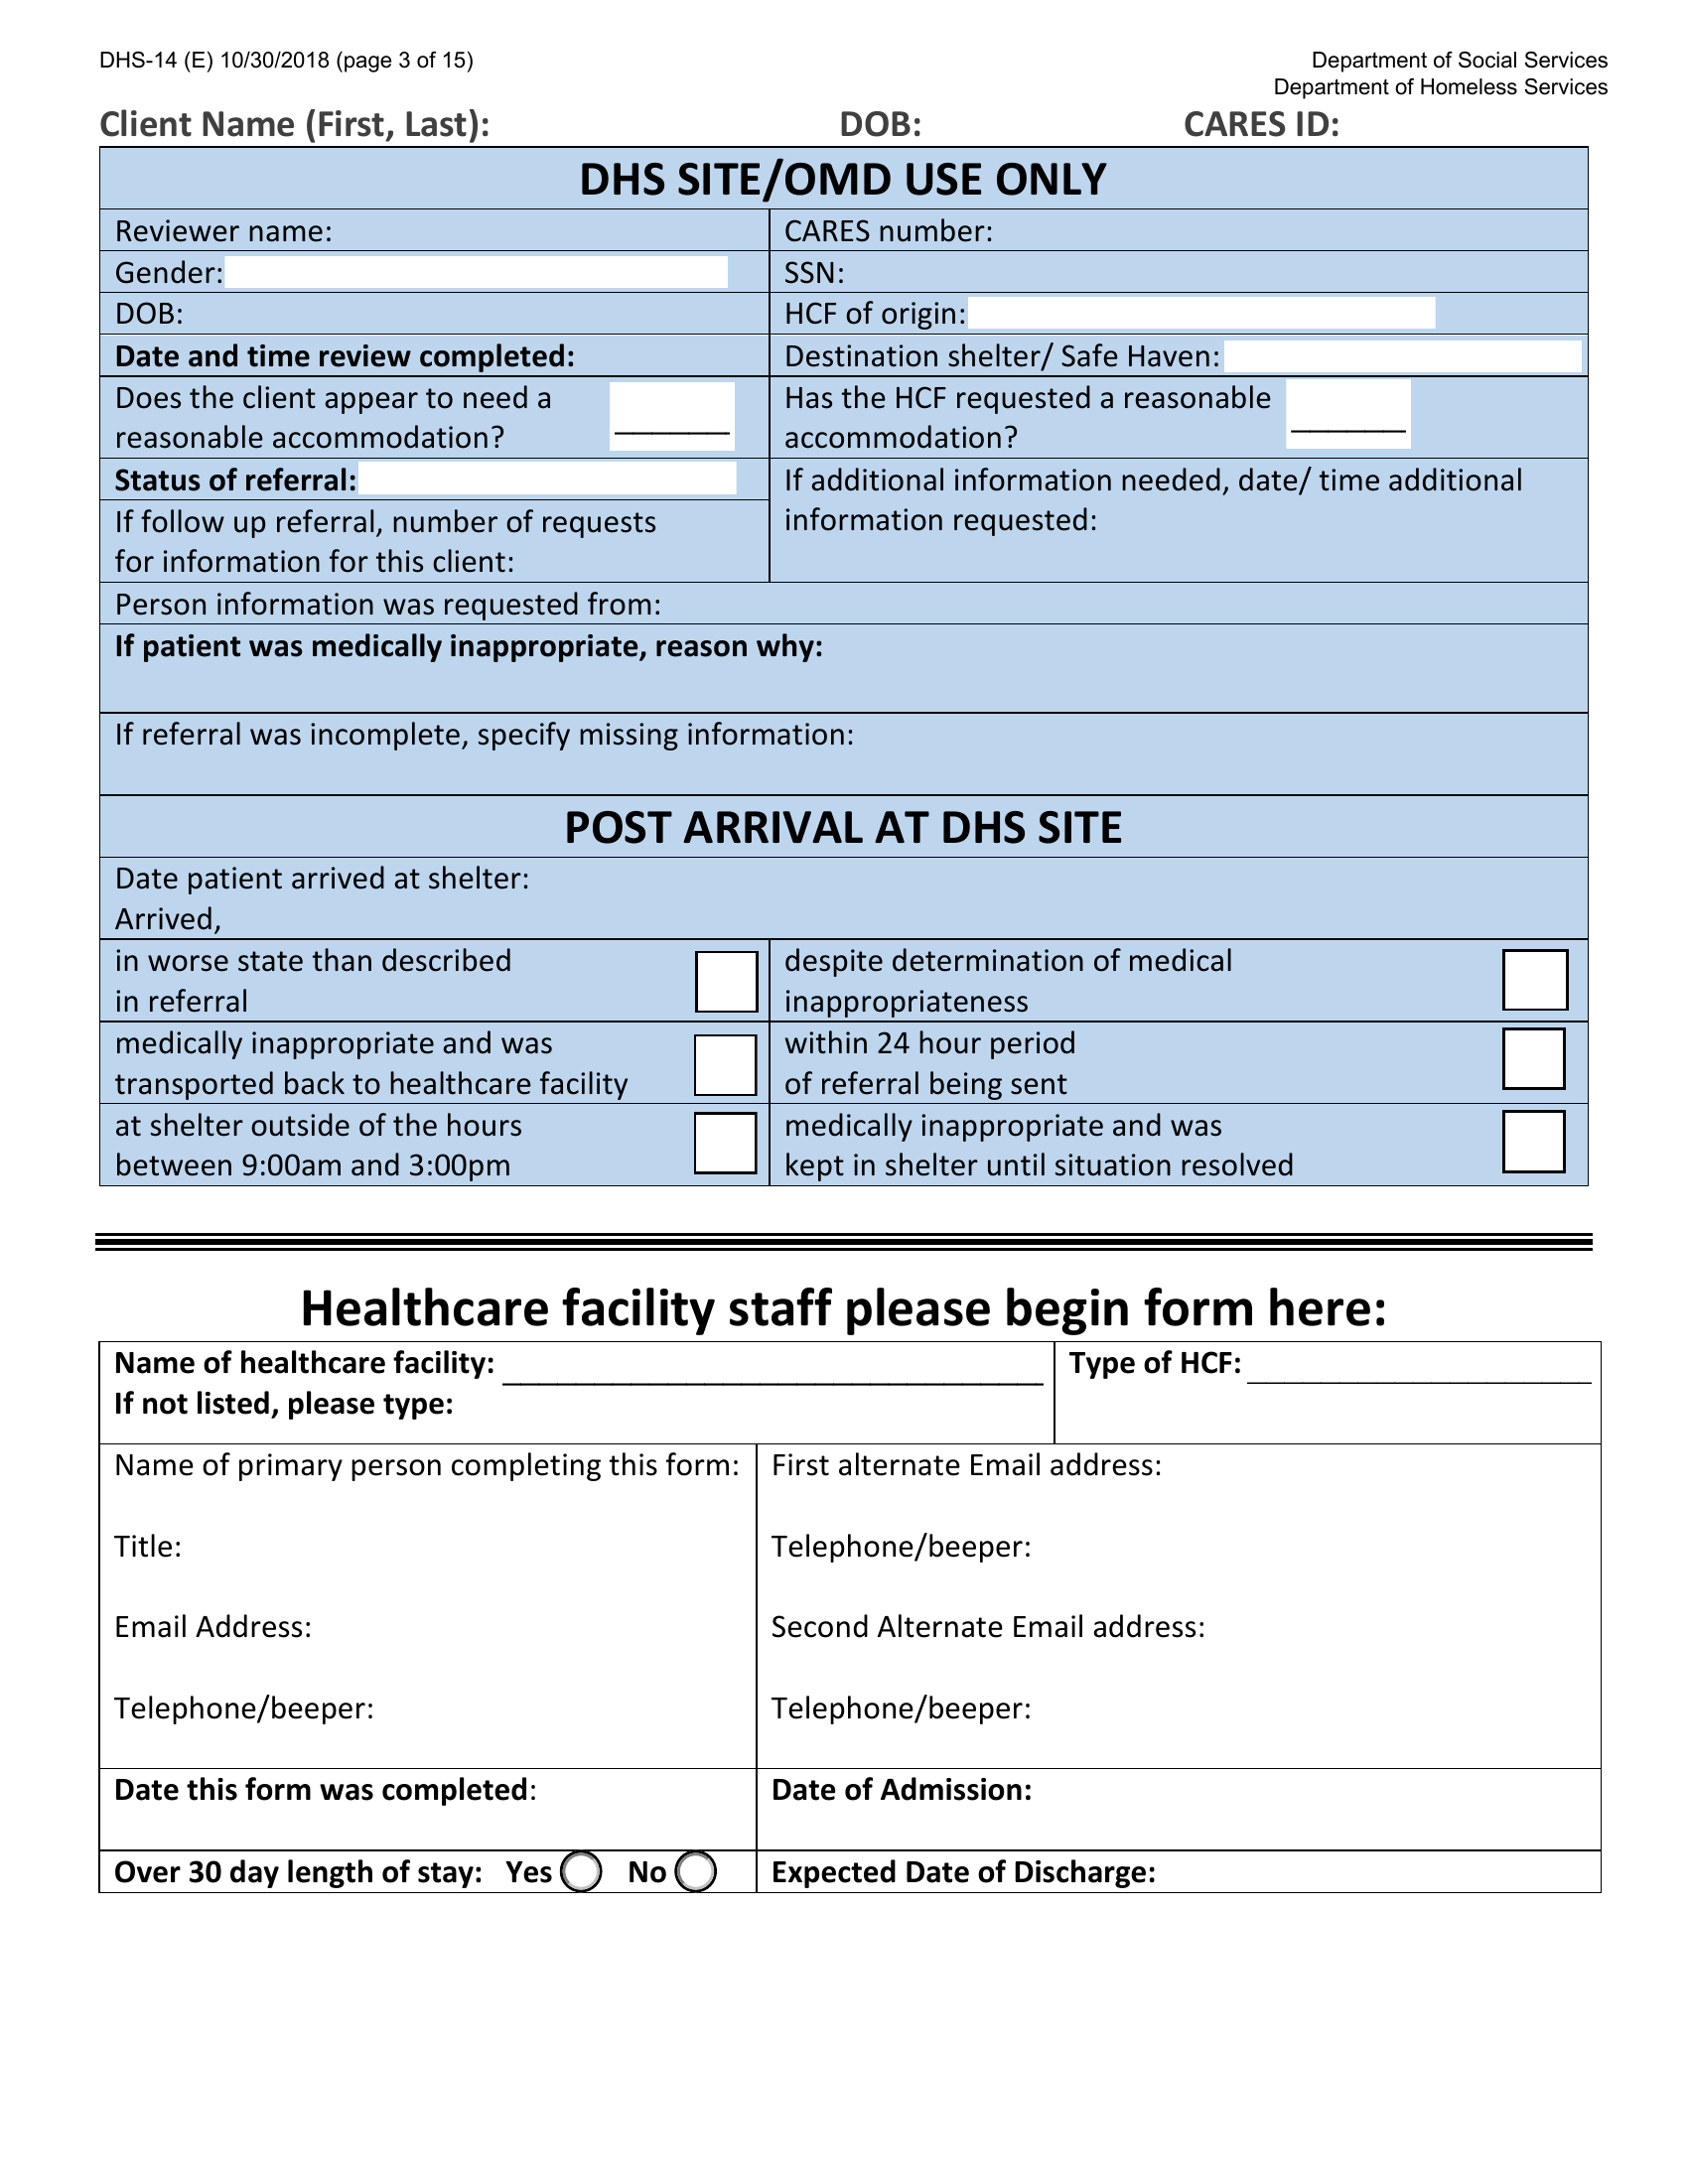 DHS-14 (E) 10/30/2018 (page 3 of 15)
Department of Social Services
Department of Homeless Services
Client Name (First, Last): DOB: CARES ID:
DHS SITE/OMD USE ONLY
Reviewer name:
CARES number:
Gender:
SSN:
DOB:
HCF of origin:
Date and time review completed:
Destination shelter/ Safe Haven:
Does the client appear to need a
reasonable accommodation? _______
Has the HCF requested a reasonable
accommodation? _______
Status of referral:
If additional information needed, date/ time additional
information requested:
If follow up referral, number of requests
for information for this client:
Person information was requested from:
If patient was medically inappropriate, reason why:
If referral was incomplete, specify missing information:
POST ARRIVAL AT DHS SITE
Date patient arrived at shelter:
Arrived,
in worse state than described
in referral
despite determination of medical
inappropriateness
medically inappropriate and was
transported back to healthcare facility
within 24 hour period
of referral being sent
at shelter outside of the hours
between 9:00am and 3:00pm
medically inappropriate and was
kept in shelter until situation resolved
Healthcare facility staff please begin form here:
Name of healthcare facility: _________________________________
If not listed, please type:
Type of HCF: _____________________
Name of primary person completing this form:
First alternate Email address:
Title:
Telephone/beeper:
Email Address:
Second Alternate Email address:
Telephone/beeper:
Telephone/beeper:
Date this form was completed:
Date of Admission:
Over 30 day length of stay: Yes No
Expected Date of Discharge: